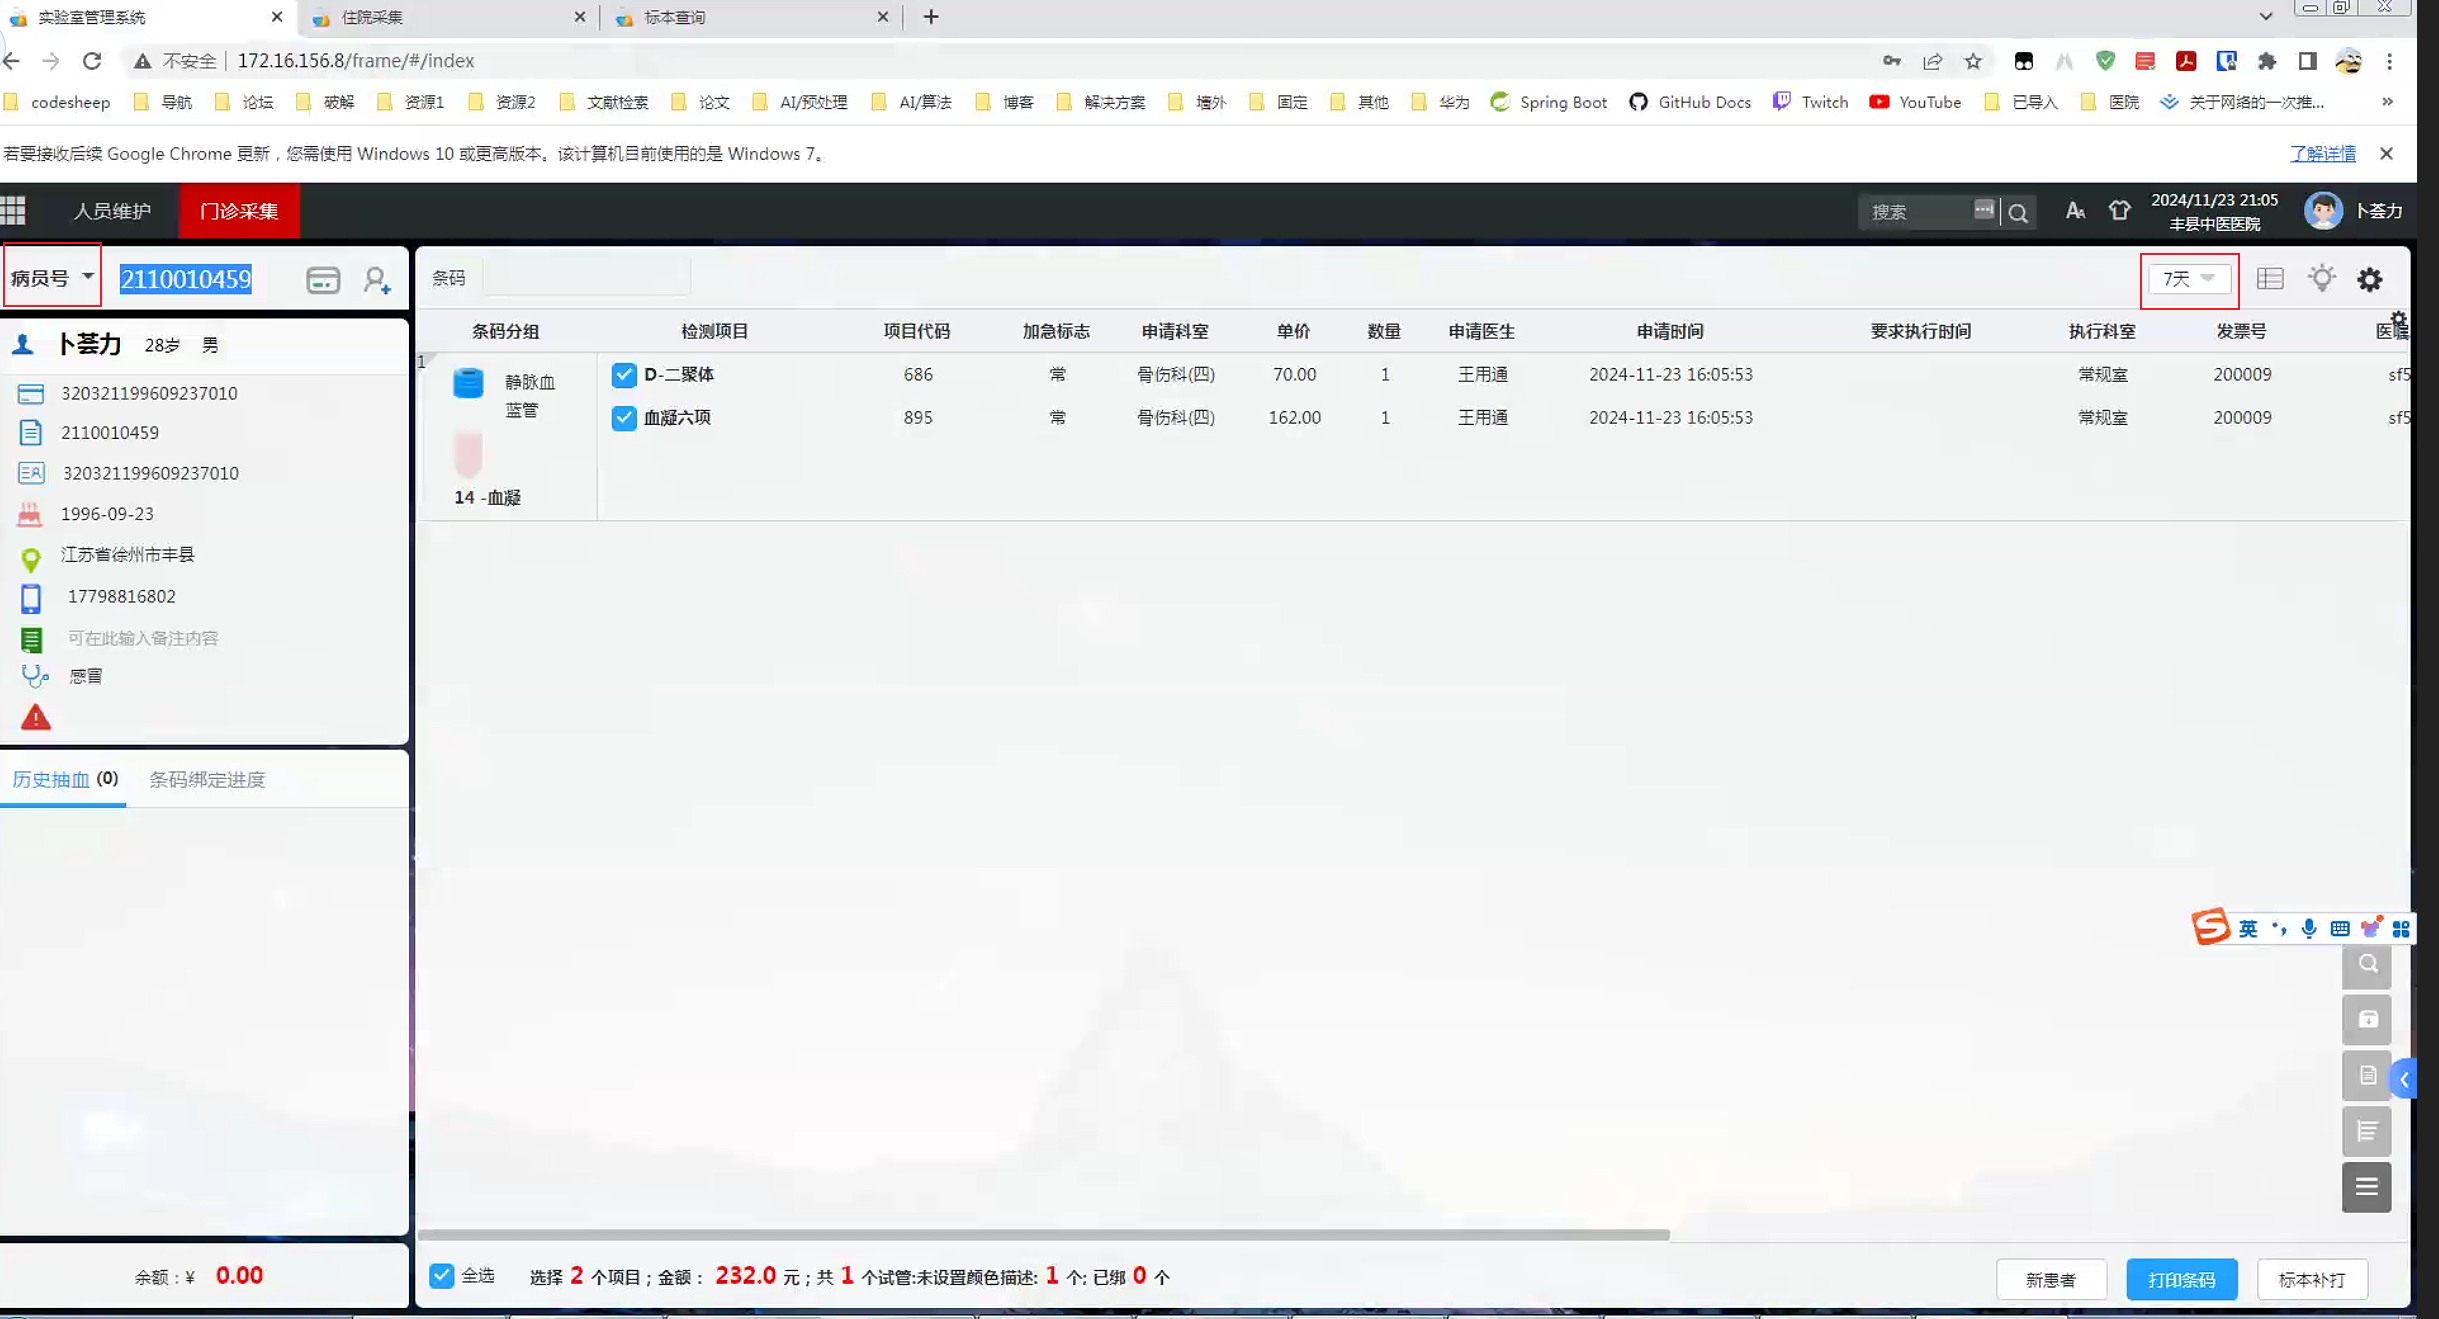 实验室管理系统
住院采集
标本查询
不安全 172.16.156.8/frame/#/index
codesheep 导航 论坛 破解 资源1 资源2 文献检索 论文 AI/预处理 AI/算法 博客 解决方案 墙外 固定 其他 华为 Spring Boot GitHub Docs Twitch YouTube 已导入 医院 关于网络的一次推... »
若要接收后续 Google Chrome 更新，您需使用 Windows 10 或更高版本。该计算机目前使用的是 Windows 7。 了解详情
人员维护 门诊采集 搜索 2024/11/23 21:05
丰县中医医院
卜荟力
病员号 2110010459
条码 7天
卜荟力 28岁 男
320321199609237010
2110010459
320321199609237010
1996-09-23
江苏省徐州市丰县
17798816802
可在此输入备注内容
感冒
历史抽血 (0) 条码绑定进度
余额：¥ 0.00
条码分组 检测项目 项目代码 加急标志 申请科室 单价 数量 申请医生 申请时间 要求执行时间 执行科室 发票号 医嘱
1
静脉血
蓝管
14 -血凝
D-二聚体 686 常 骨伤科(四) 70.00 1 王用通 2024-11-23 16:05:53 常规室 200009 sf5
血凝六项 895 常 骨伤科(四) 162.00 1 王用通 2024-11-23 16:05:53 常规室 200009 sf5
英
全选 选择 2 个项目；金额： 232.0 元；共 1 个试管:未设置颜色描述: 1 个; 已绑 0 个
新患者 打印条码 标本补打